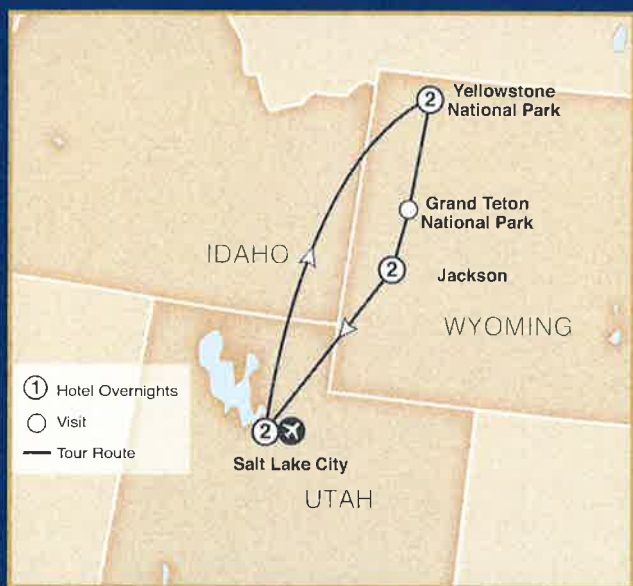 2
Yellowstone
National Park
Grand Teton
National Park
IDAHO
2
Jackson
WYOMING
1 Hotel Overnights
Visit
Tour Route
2
Salt Lake City
UTAH